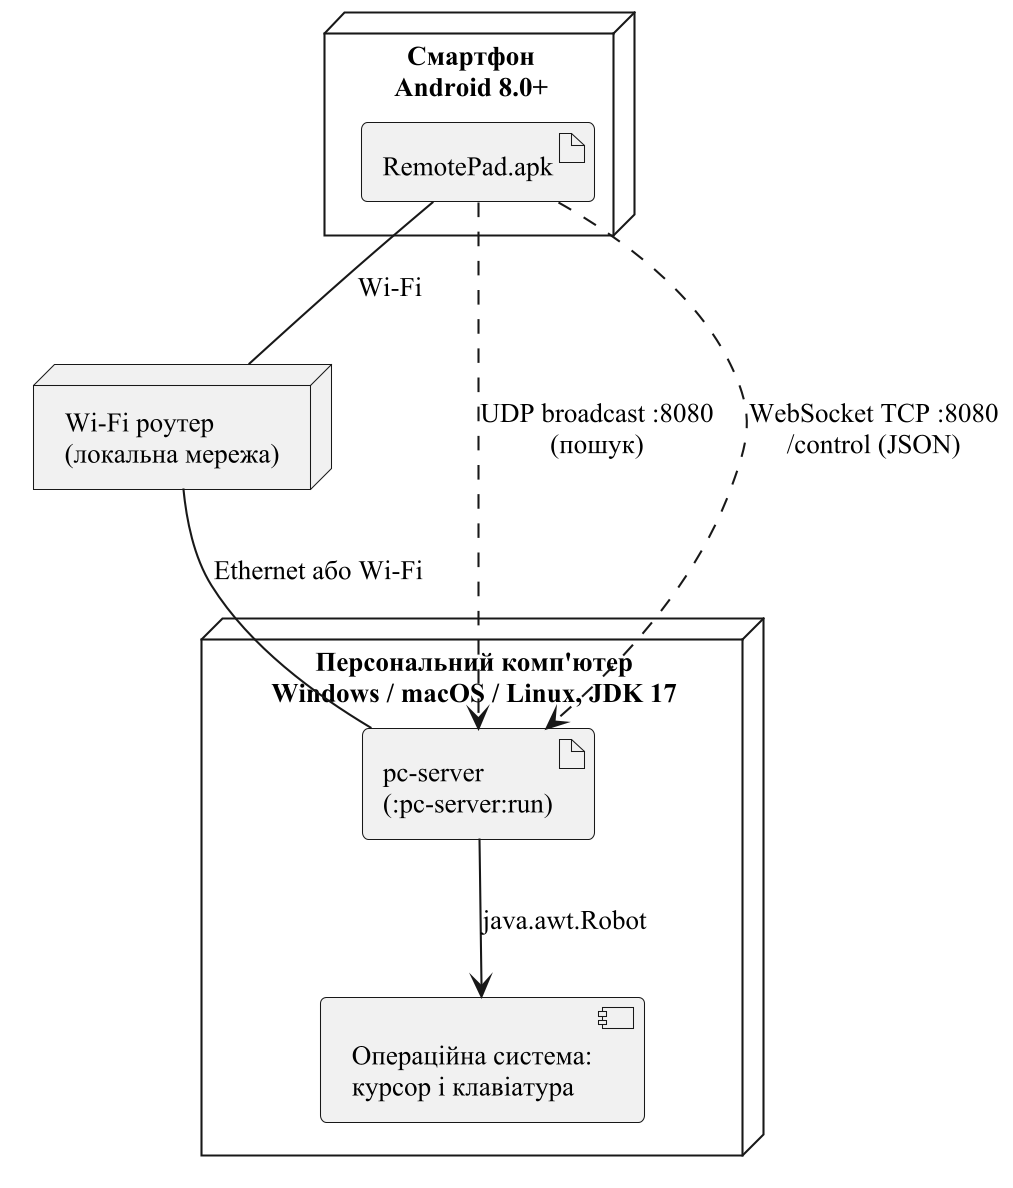 Смартфон
Android 8.0+
RemotePad.apk
Wi-Fi
Wi-Fi роутер
(локальна мережа)
UDP broadcast :8080
(пошук)
WebSocket TCP :8080
/control (JSON)
Ethernet або Wi-Fi
Персональний комп'ютер
Windows / macOS / Linux, JDK 17
pc-server
(:pc-server:run)
java.awt.Robot
Операційна система:
курсор і клавіатура